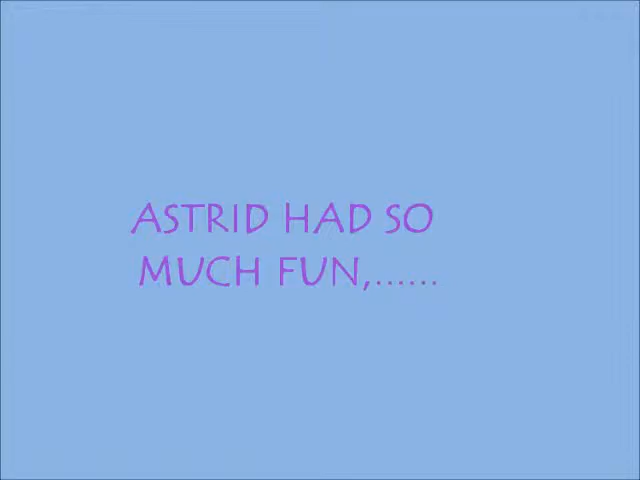 ASTRID HAD SO
MUCH FUN,......